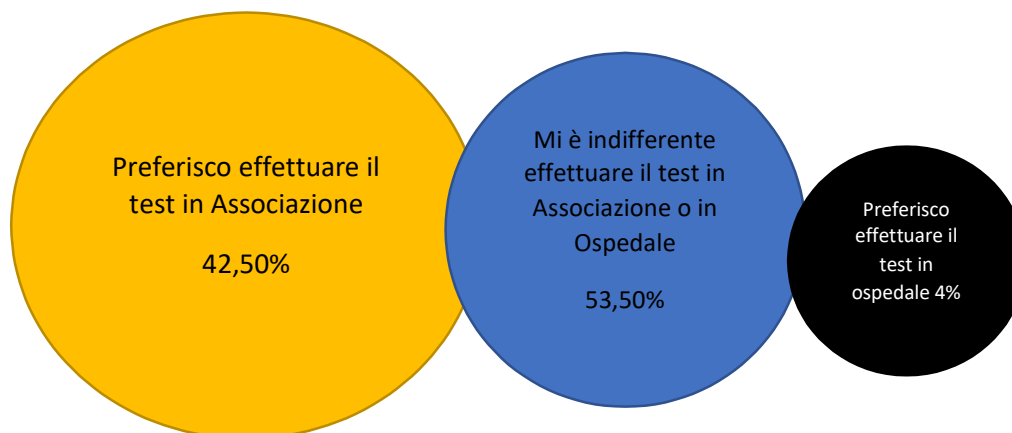 Preferisco effettuare il
test in Associazione
42,50%
Mi è indifferente
effettuare il test in
Associazione o in
Ospedale
53,50%
Preferisco
effettuare il
test in
ospedale 4%